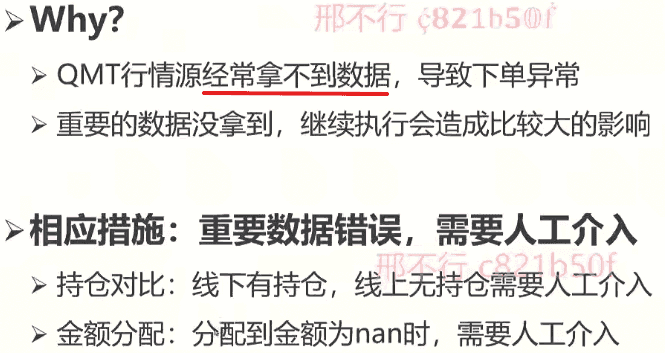 邢不行 c821b50f
Why?
QMT行情源经常拿不到数据，导致下单异常
重要的数据没拿到，继续执行会造成比较大的影响
相应措施：重要数据错误，需要人工介入
邢不行 c821b50f
持仓对比：线下有持仓，线上无持仓需要人工介入
金额分配：分配到金额为nan时，需要人工介入